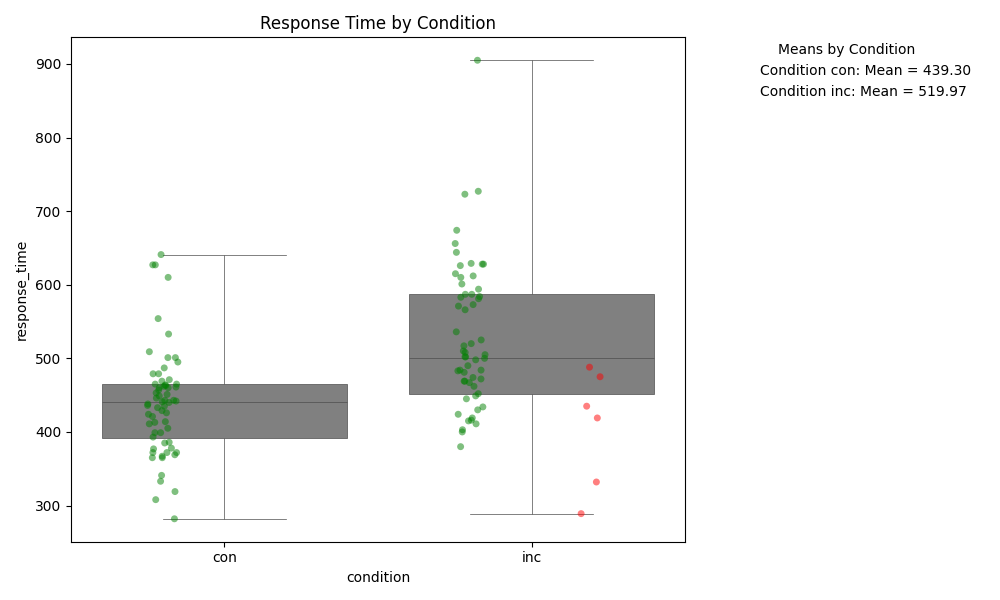 Response Time by Condition
Means by Condition
Condition con: Mean = 439.30
Condition inc: Mean = 519.97
900
800
700
600
500
400
300
response_time
con
inc
condition